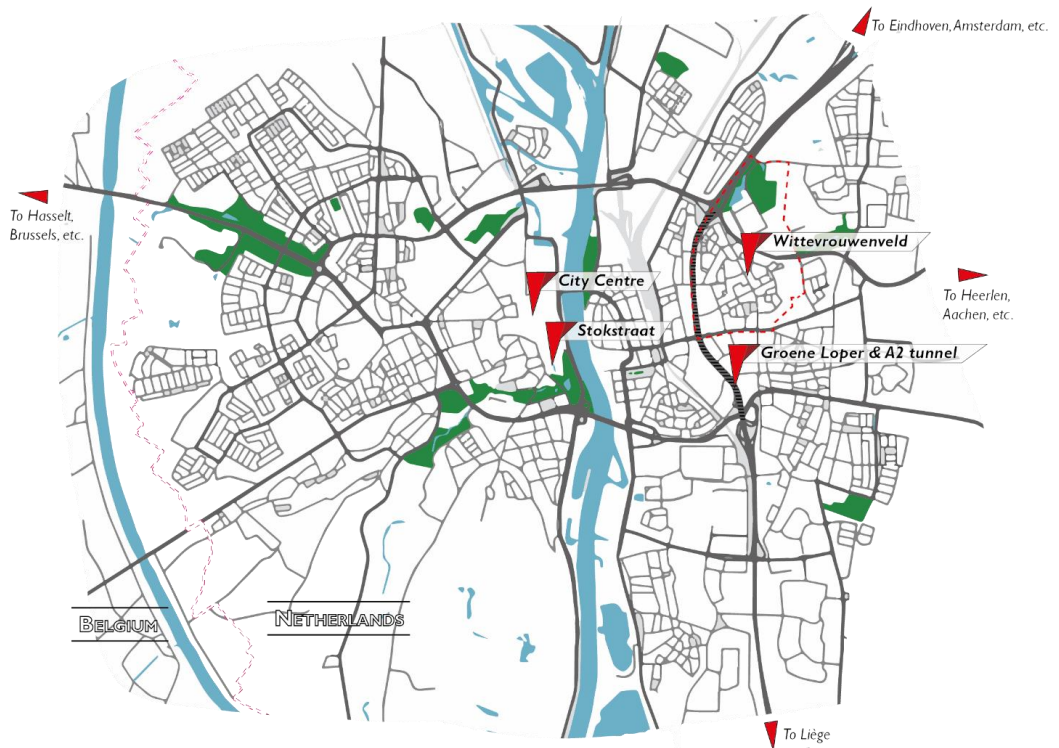 To Eindhoven, Amsterdam, etc.
To Hasselt,
Brussels, etc.
Wittevrouwenveld
City Centre
To Heerlen,
Aachen, etc.
Stokstraat
Groene Loper & A2 tunnel
BELGIUM
NETHERLANDS
To Liège